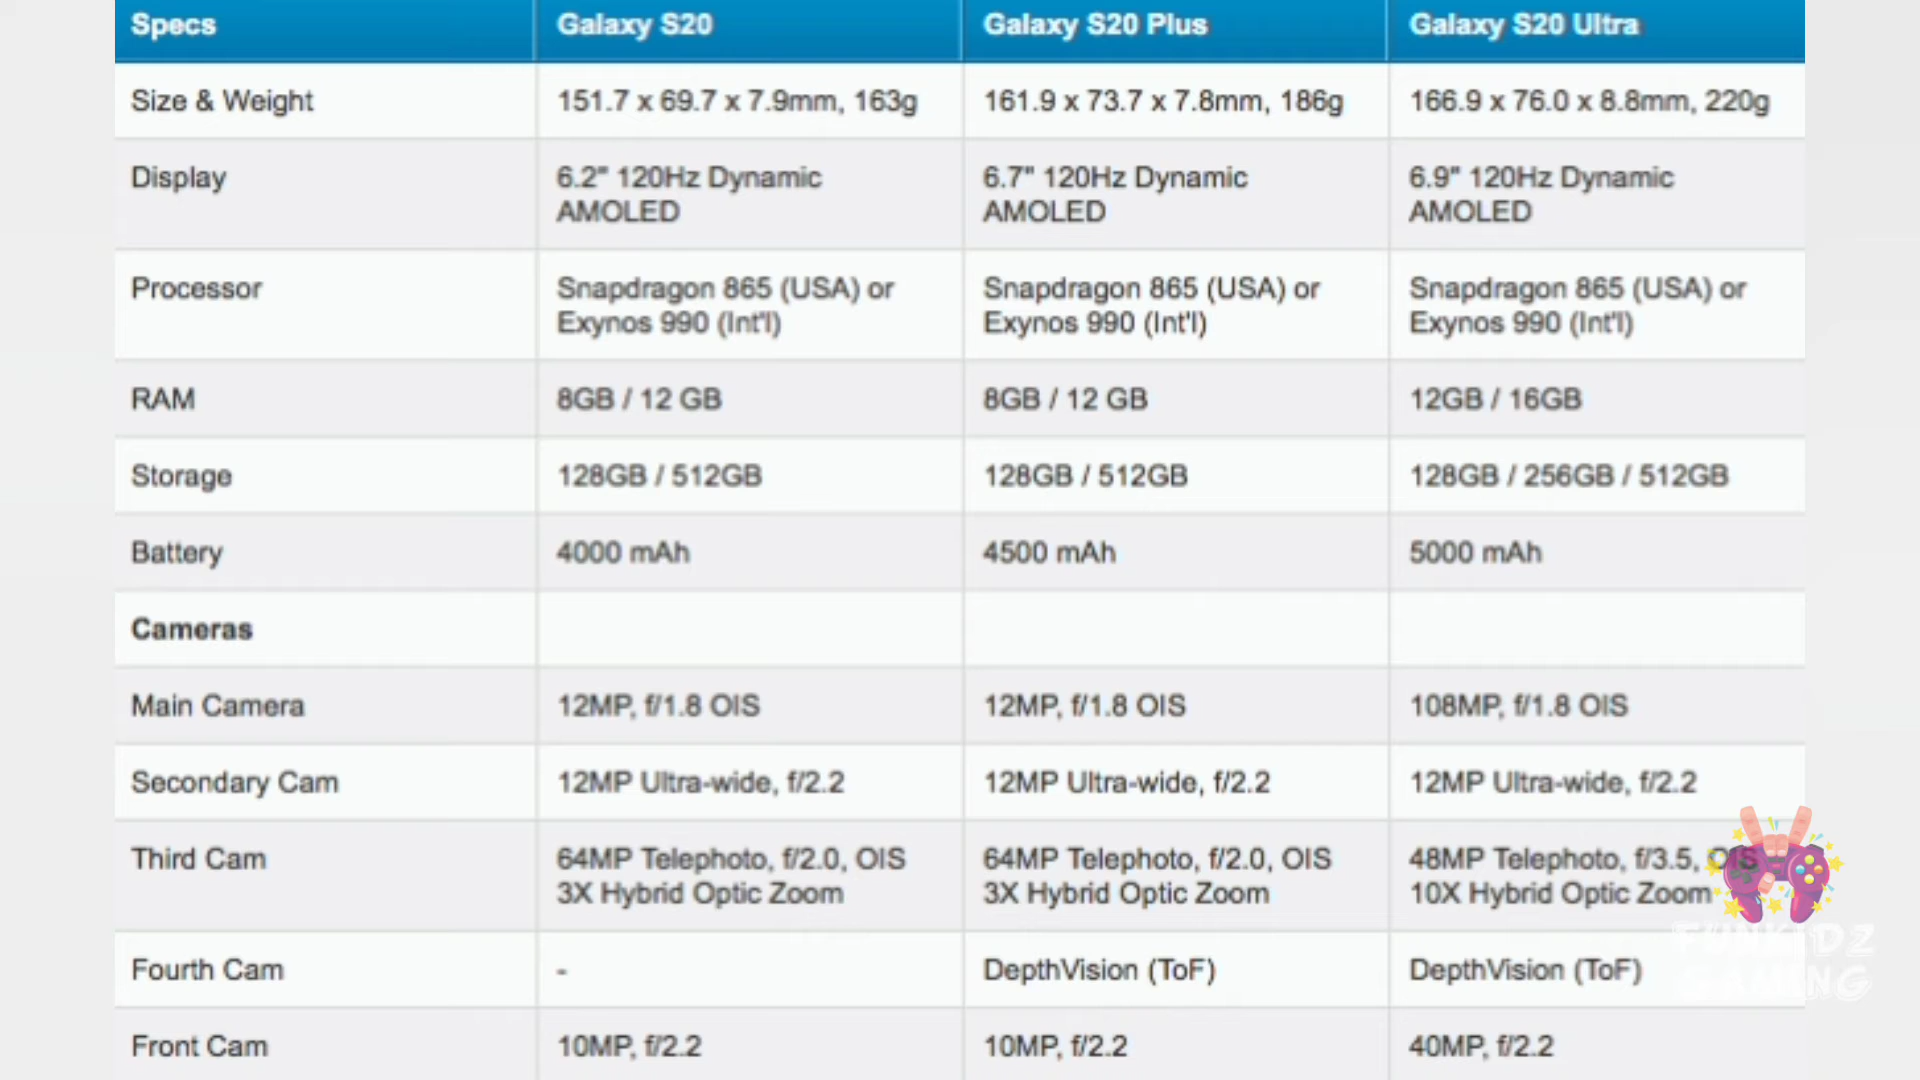 Specs Galaxy S20 Galaxy S20 Plus Galaxy S20 Ultra
Size & Weight 151.7 x 69.7 x 7.9mm, 163g 161.9 x 73.7 x 7.8mm, 186g 166.9 x 76.0 x 8.8mm, 220g
Display 6.2" 120Hz Dynamic 6.7" 120Hz Dynamic 6.9" 120Hz Dynamic
AMOLED AMOLED AMOLED
Processor Snapdragon 865 (USA) or Snapdragon 865 (USA) or Snapdragon 865 (USA) or
Exynos 990 (Int'l) Exynos 990 (Int'l) Exynos 990 (Int'l)
RAM 8GB / 12 GB 8GB / 12 GB 12GB / 16GB
Storage 128GB / 512GB 128GB / 512GB 128GB / 256GB / 512GB
Battery 4000 mAh 4500 mAh 5000 mAh
Cameras
Main Camera 12MP, f/1.8 OIS 12MP, f/1.8 OIS 108MP, f/1.8 OIS
Secondary Cam 12MP Ultra-wide, f/2.2 12MP Ultra-wide, f/2.2 12MP Ultra-wide, f/2.2
Third Cam 64MP Telephoto, f/2.0, OIS 64MP Telephoto, f/2.0, OIS 48MP Telephoto, f/3.5, OIS
3X Hybrid Optic Zoom 3X Hybrid Optic Zoom 10X Hybrid Optic Zoom
Fourth Cam - DepthVision (ToF) DepthVision (ToF)
Front Cam 10MP, f/2.2 10MP, f/2.2 40MP, f/2.2
FUNKIDZ
GAMING